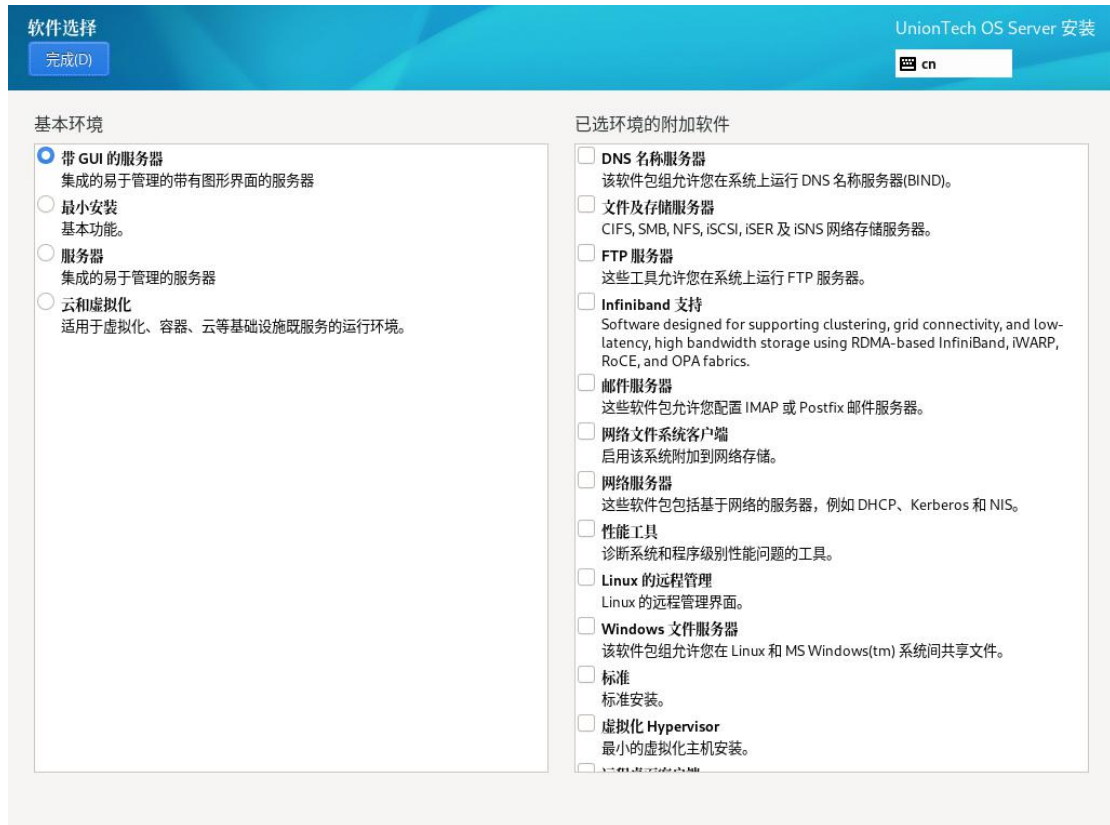 软件选择
UnionTech OS Server 安装
完成(D)
cn
基本环境
带 GUI 的服务器
集成的易于管理的带有图形界面的服务器
最小安装
基本功能。
服务器
集成的易于管理的服务器
云和虚拟化
适用于虚拟化、容器、云等基础设施既服务的运行环境。
已选环境的附加软件
DNS 名称服务器
该软件包组允许您在系统上运行 DNS 名称服务器(BIND)。
文件及存储服务器
CIFS, SMB, NFS, iSCSI, iSER 及 iSNS 网络存储服务器。
FTP 服务器
这些工具允许您在系统上运行 FTP 服务器。
Infiniband 支持
Software designed for supporting clustering, grid connectivity, and low-
latency, high bandwidth storage using RDMA-based InfiniBand, iWARP,
RoCE, and OPA fabrics.
邮件服务器
这些软件包允许您配置 IMAP 或 Postfix 邮件服务器。
网络文件系统客户端
启用该系统附加到网络存储。
网络服务器
这些软件包包括基于网络的服务器，例如 DHCP、Kerberos 和 NIS。
性能工具
诊断系统和程序级别性能问题的工具。
Linux 的远程管理
Linux 的远程管理界面。
Windows 文件服务器
该软件包组允许您在 Linux 和 MS Windows(tm) 系统间共享文件。
标准
标准安装。
虚拟化 Hypervisor
最小的虚拟化主机安装。